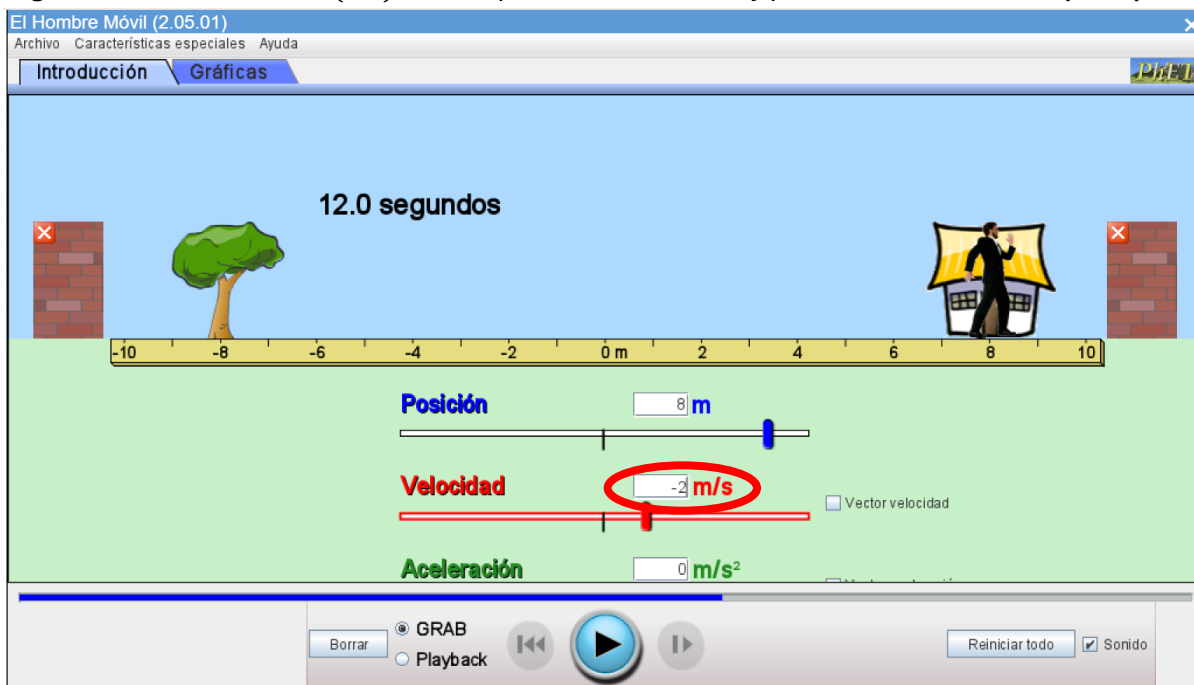 El Hombre Móvil (2.05.01)
Archivo Características especiales Ayuda
Introducción Gráficas
PhET
12.0 segundos
-10 -8 -6 -4 -2 0 m 2 4 6 8 10
Posición 8 m
Velocidad -2 m/s
Vector velocidad
Aceleración 0 m/s²
Borrar
GRAB
Playback
Reiniciar todo
Sonido